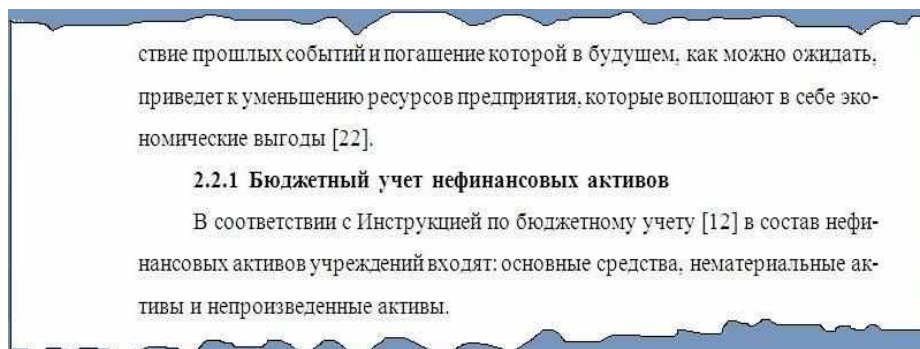 ствие прошлых событий и погашение которой в будущем, как можно ожидать,
приведет к уменьшению ресурсов предприятия, которые воплощают в себе эко-
номические выгоды [22].
2.2.1 Бюджетный учет нефинансовых активов
В соответствии с Инструкцией по бюджетному учету [12] в состав нефи-
нансовых активов учреждений входят: основные средства, нематериальные ак-
тивы и непроизведенные активы.